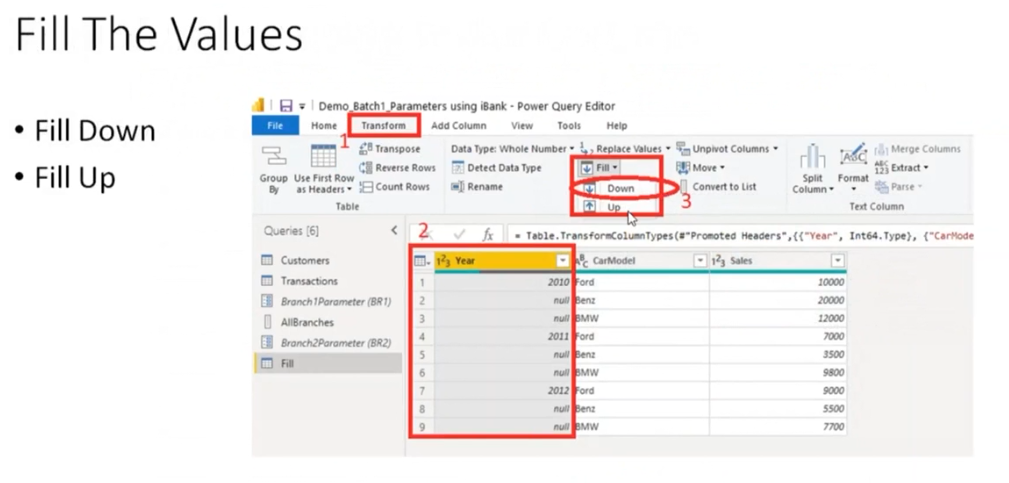 Fill The Values
• Fill Down
• Fill Up
Demo_Batch1_Parameters using iBank - Power Query Editor
File Home Transform Add Column View Tools Help
1
Transpose
Reverse Rows
Count Rows
Group By
Use First Row as Headers
Table
Data Type: Whole Number
Detect Data Type
Rename
1 2 Replace Values
Fill
Down
Up
3
Unpivot Columns
Move
Convert to List
Split Column
Format
Merge Columns
Extract
Parse
Text Column
Queries [6]
Customers
Transactions
Branch1Parameter (BR1)
AllBranches
Branch2Parameter (BR2)
Fill
2
fx = Table.TransformColumnTypes(#"Promoted Headers",{{"Year", Int64.Type}, {"CarMode
123 Year ABC CarModel 123 Sales
1 2010 Ford 10000
2 null Benz 20000
3 null BMW 12000
4 2011 Ford 7000
5 null Benz 3500
6 null BMW 9800
7 2012 Ford 9000
8 null Benz 5500
9 null BMW 7700